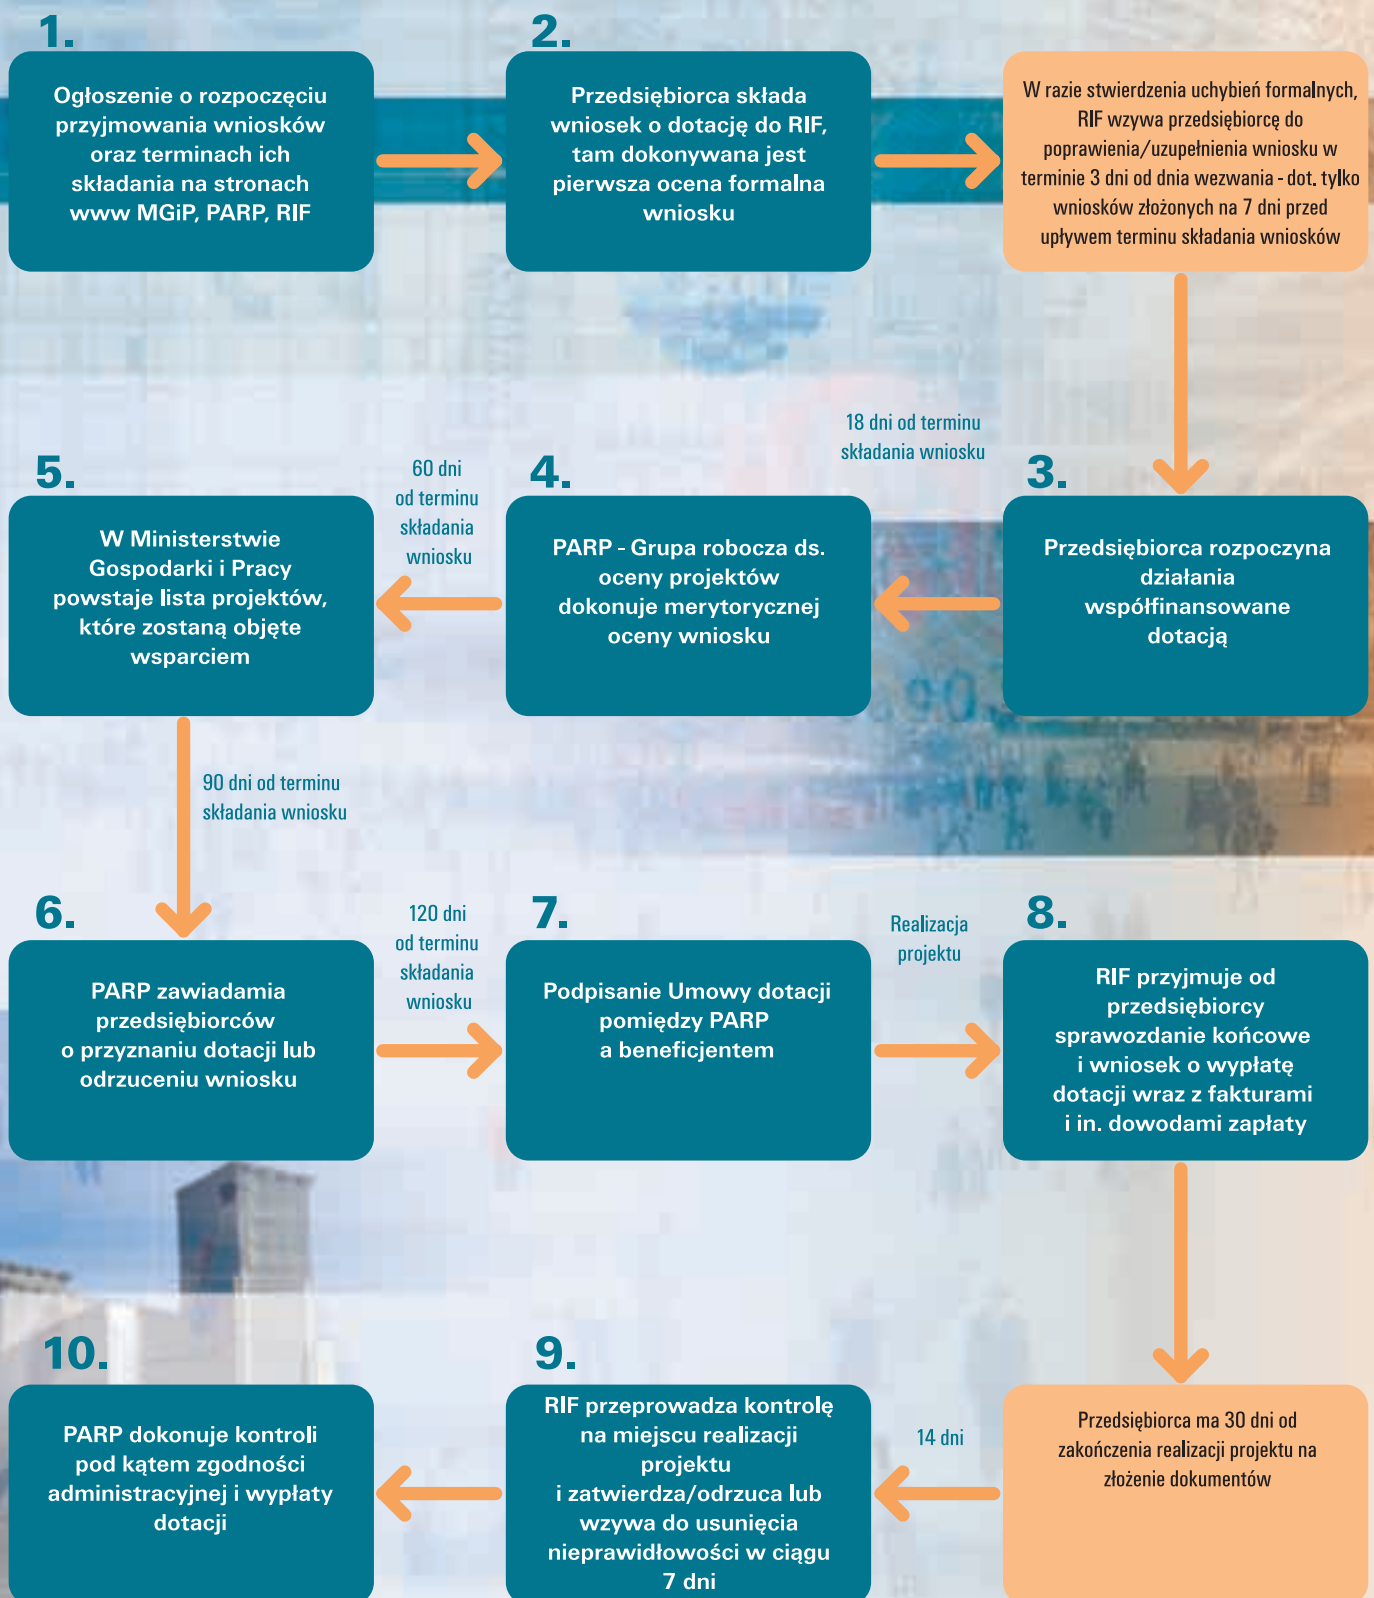 1.
Ogłoszenie o rozpoczęciu
przyjmowania wniosków
oraz terminach ich
składania na stronach
www MGiP, PARP, RIF
2.
Przedsiębiorca składa
wniosek o dotację do RIF,
tam dokonywana jest
pierwsza ocena formalna
wniosku
W razie stwierdzenia uchybień formalnych,
RIF wzywa przedsiębiorcę do
poprawienia/uzupełnienia wniosku w
terminie 3 dni od dnia wezwania - dot. tylko
wniosków złożonych na 7 dni przed
upływem terminu składania wniosków
3.
Przedsiębiorca rozpoczyna
działania
współfinansowane
dotacją
18 dni od terminu
składania wniosku
4.
PARP - Grupa robocza ds.
oceny projektów
dokonuje merytorycznej
oceny wniosku
60 dni
od terminu
składania
wniosku
5.
W Ministerstwie
Gospodarki i Pracy
powstaje lista projektów,
które zostaną objęte
wsparciem
90 dni od terminu
składania wniosku
6.
PARP zawiadamia
przedsiębiorców
o przyznaniu dotacji lub
odrzuceniu wniosku
120 dni
od terminu
składania
wniosku
7.
Podpisanie Umowy dotacji
pomiędzy PARP
a beneficjentem
Realizacja
projektu
8.
RIF przyjmuje od
przedsiębiorcy
sprawozdanie końcowe
i wniosek o wypłatę
dotacji wraz z fakturami
i in. dowodami zapłaty
Przedsiębiorca ma 30 dni od
zakończenia realizacji projektu na
złożenie dokumentów
14 dni
9.
RIF przeprowadza kontrolę
na miejscu realizacji
projektu
i zatwierdza/odrzuca lub
wzywa do usunięcia
nieprawidłowości w ciągu
7 dni
10.
PARP dokonuje kontroli
pod kątem zgodności
administracyjnej i wypłaty
dotacji